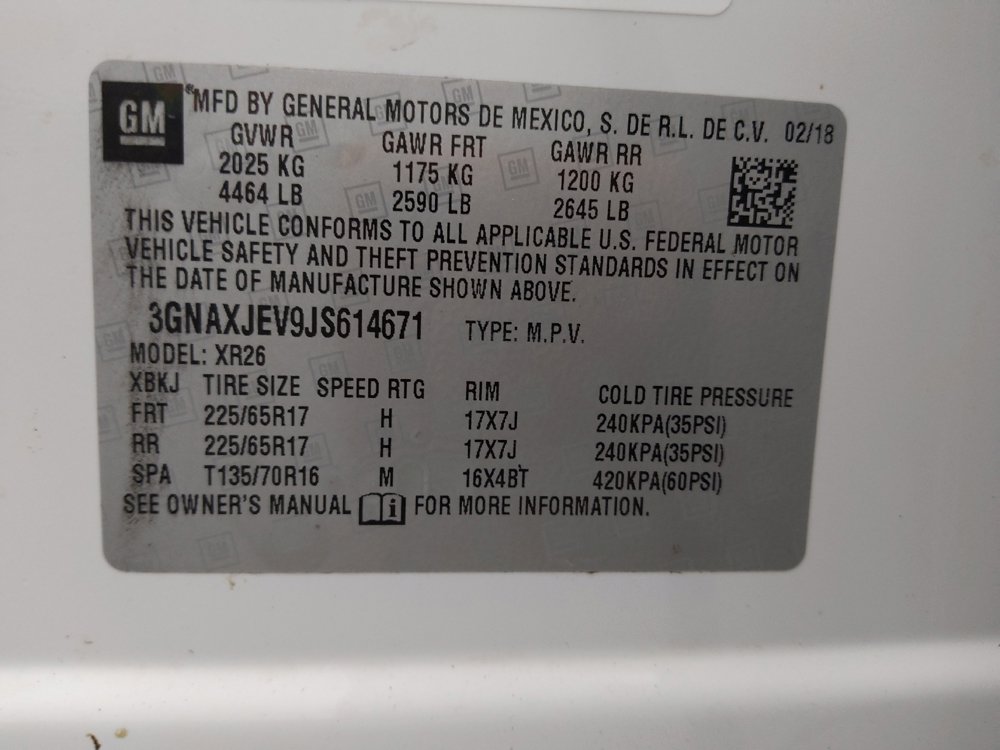 GM
®MFD BY GENERAL MOTORS DE MEXICO, S. DE R.L. DE C.V. 02/18
GVWR GAWR FRT GAWR RR
2025 KG 1175 KG 1200 KG
4464 LB 2590 LB 2645 LB
THIS VEHICLE CONFORMS TO ALL APPLICABLE U.S. FEDERAL MOTOR
VEHICLE SAFETY AND THEFT PREVENTION STANDARDS IN EFFECT ON
THE DATE OF MANUFACTURE SHOWN ABOVE.
3GNAXJEV9JS614671 TYPE: M.P.V.
MODEL: XR26
XBKJ TIRE SIZE SPEED RTG RIM COLD TIRE PRESSURE
FRT 225/65R17 H 17X7J 240KPA(35PSI)
RR 225/65R17 H 17X7J 240KPA(35PSI)
SPA T135/70R16 M 16X4BT 420KPA(60PSI)
SEE OWNER'S MANUAL i FOR MORE INFORMATION.